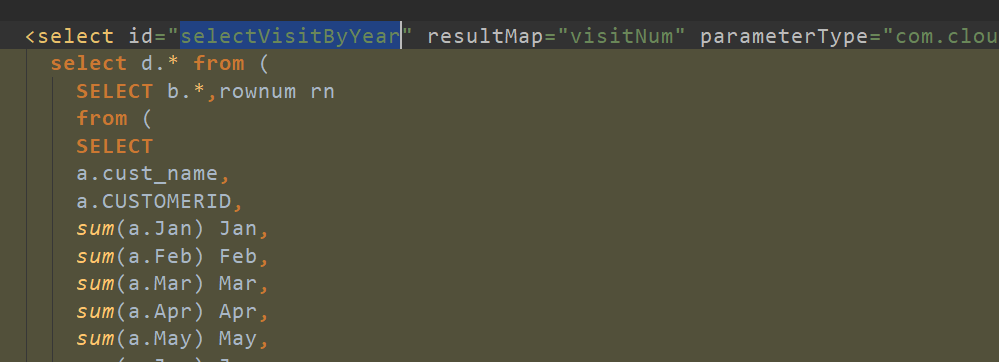 <select id="selectVisitByYear" resultMap="visitNum" parameterType="com.clou
select d.* from (
SELECT b.*,rownum rn
from (
SELECT
a.cust_name,
a.CUSTOMERID,
sum(a.Jan) Jan,
sum(a.Feb) Feb,
sum(a.Mar) Mar,
sum(a.Apr) Apr,
sum(a.May) May,